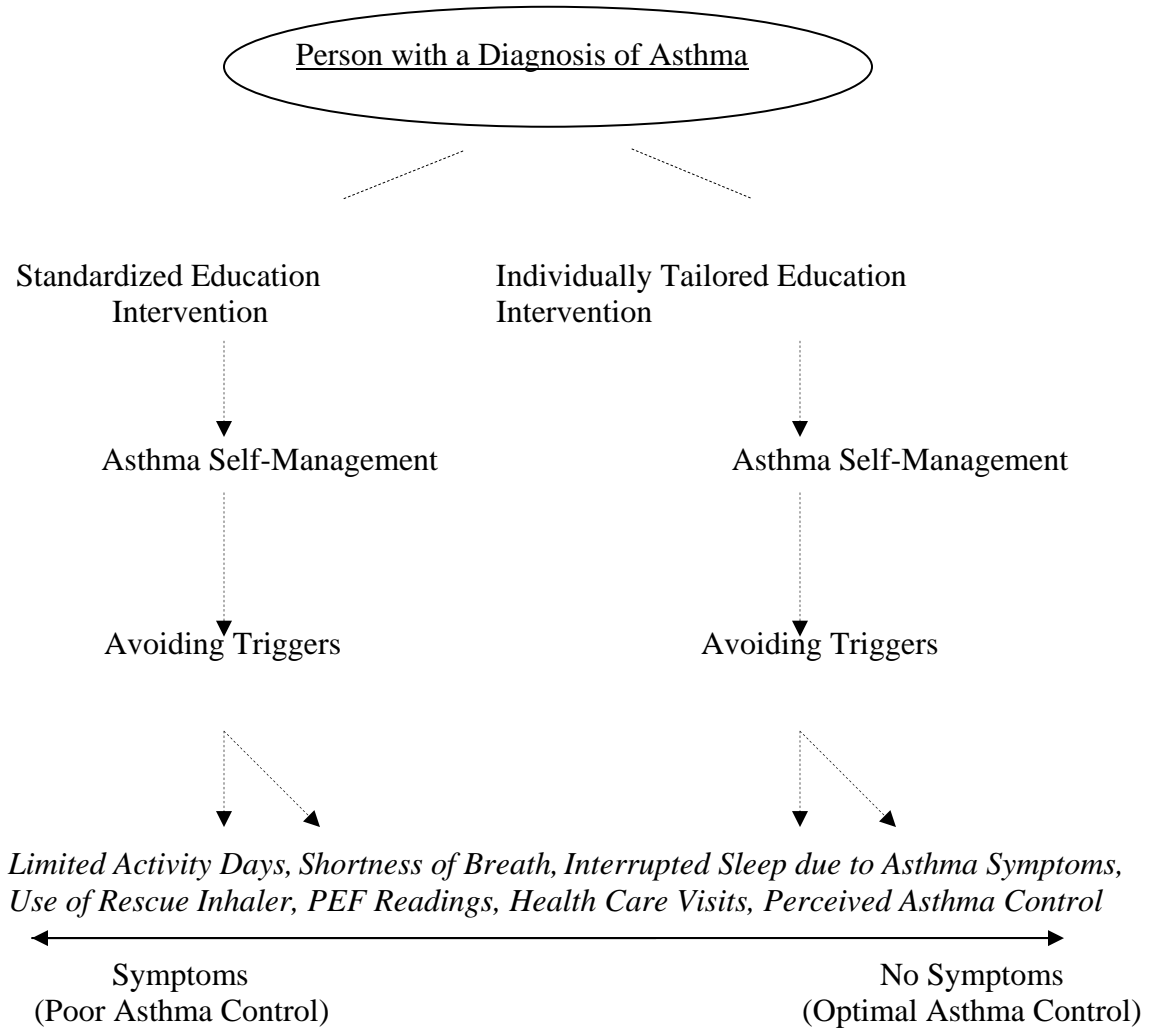 Person with a Diagnosis of Asthma
Standardized Education
Intervention
Individually Tailored Education
Intervention
Asthma Self-Management
Asthma Self-Management
Avoiding Triggers
Avoiding Triggers
Limited Activity Days, Shortness of Breath, Interrupted Sleep due to Asthma Symptoms,
Use of Rescue Inhaler, PEF Readings, Health Care Visits, Perceived Asthma Control
Symptoms
(Poor Asthma Control)
No Symptoms
(Optimal Asthma Control)